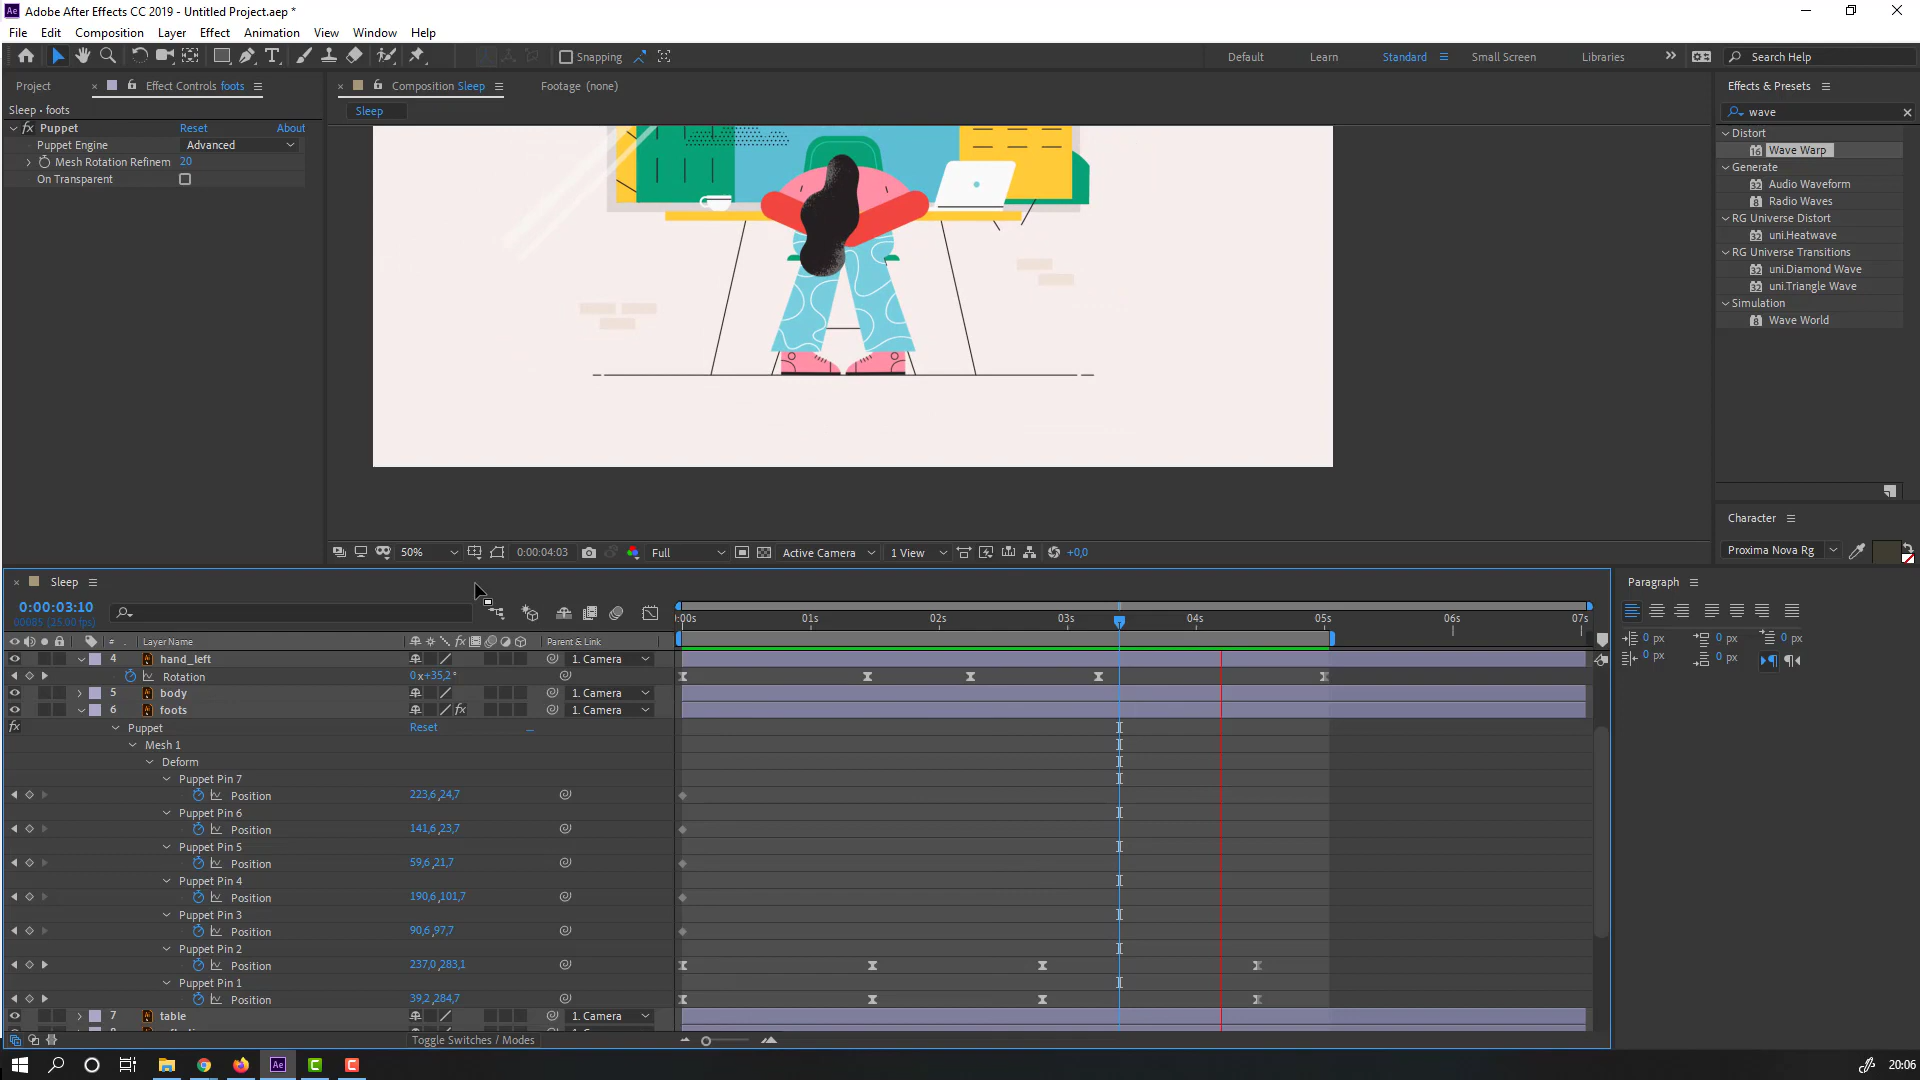 Adobe After Effects CC 2019 - Untitled Project.aep *
File Edit Composition Layer Effect Animation View Window Help
Snapping
Default Learn Standard Small Screen Libraries Search Help
Project Effect Controls foots
Sleep • foots
Puppet Reset About
Puppet Engine Advanced
Mesh Rotation Refinem 20
On Transparent
Composition Sleep Footage (none)
Sleep
50% 0:00:04:03 Full Active Camera 1 View +0,0
Effects & Presets
wave
Distort
Wave Warp
Generate
Audio Waveform
Radio Waves
RG Universe Distort
uni.Heatwave
RG Universe Transitions
uni.Diamond Wave
uni.Triangle Wave
Simulation
Wave World
Character
Proxima Nova Rg
Paragraph
0 px 0 px 0 px
0 px 0 px
Sleep
0:00:03:10
00085 (25.00 fps)
:00s 01s 02s 03s 04s 05s 06s 07s
# Layer Name Parent & Link
4 hand_left 1. Camera
Rotation 0x+35,2°
5 body 1. Camera
6 foots 1. Camera
Puppet Reset
Mesh 1
Deform
Puppet Pin 7
Position 223,6,24,7
Puppet Pin 6
Position 141,6,23,7
Puppet Pin 5
Position 59,6,21,7
Puppet Pin 4
Position 190,6,101,7
Puppet Pin 3
Position 90,6,97,7
Puppet Pin 2
Position 237,0,283,1
Puppet Pin 1
Position 39,2,284,7
7 table 1. Camera
Toggle Switches / Modes
20:06